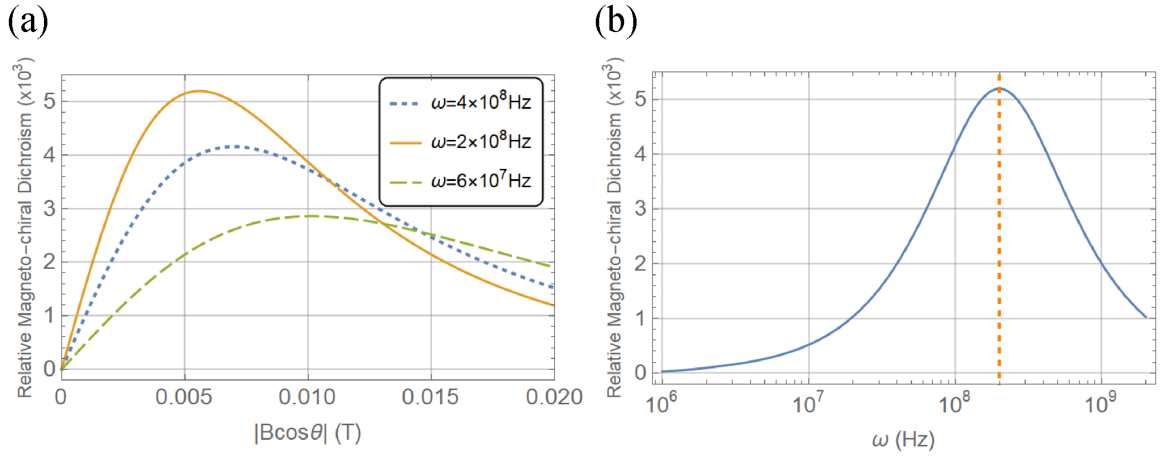 (a)
Relative Magneto-chiral Dichroism (x10³)
5
4
3
2
1
0
0
0.005
0.010
0.015
0.020
|Bcosθ| (T)
ω=4×10⁸Hz
ω=2×10⁸Hz
ω=6×10⁷Hz
(b)
Relative Magneto-chiral Dichroism (x10³)
5
4
3
2
1
0
10⁶
10⁷
10⁸
10⁹
ω (Hz)